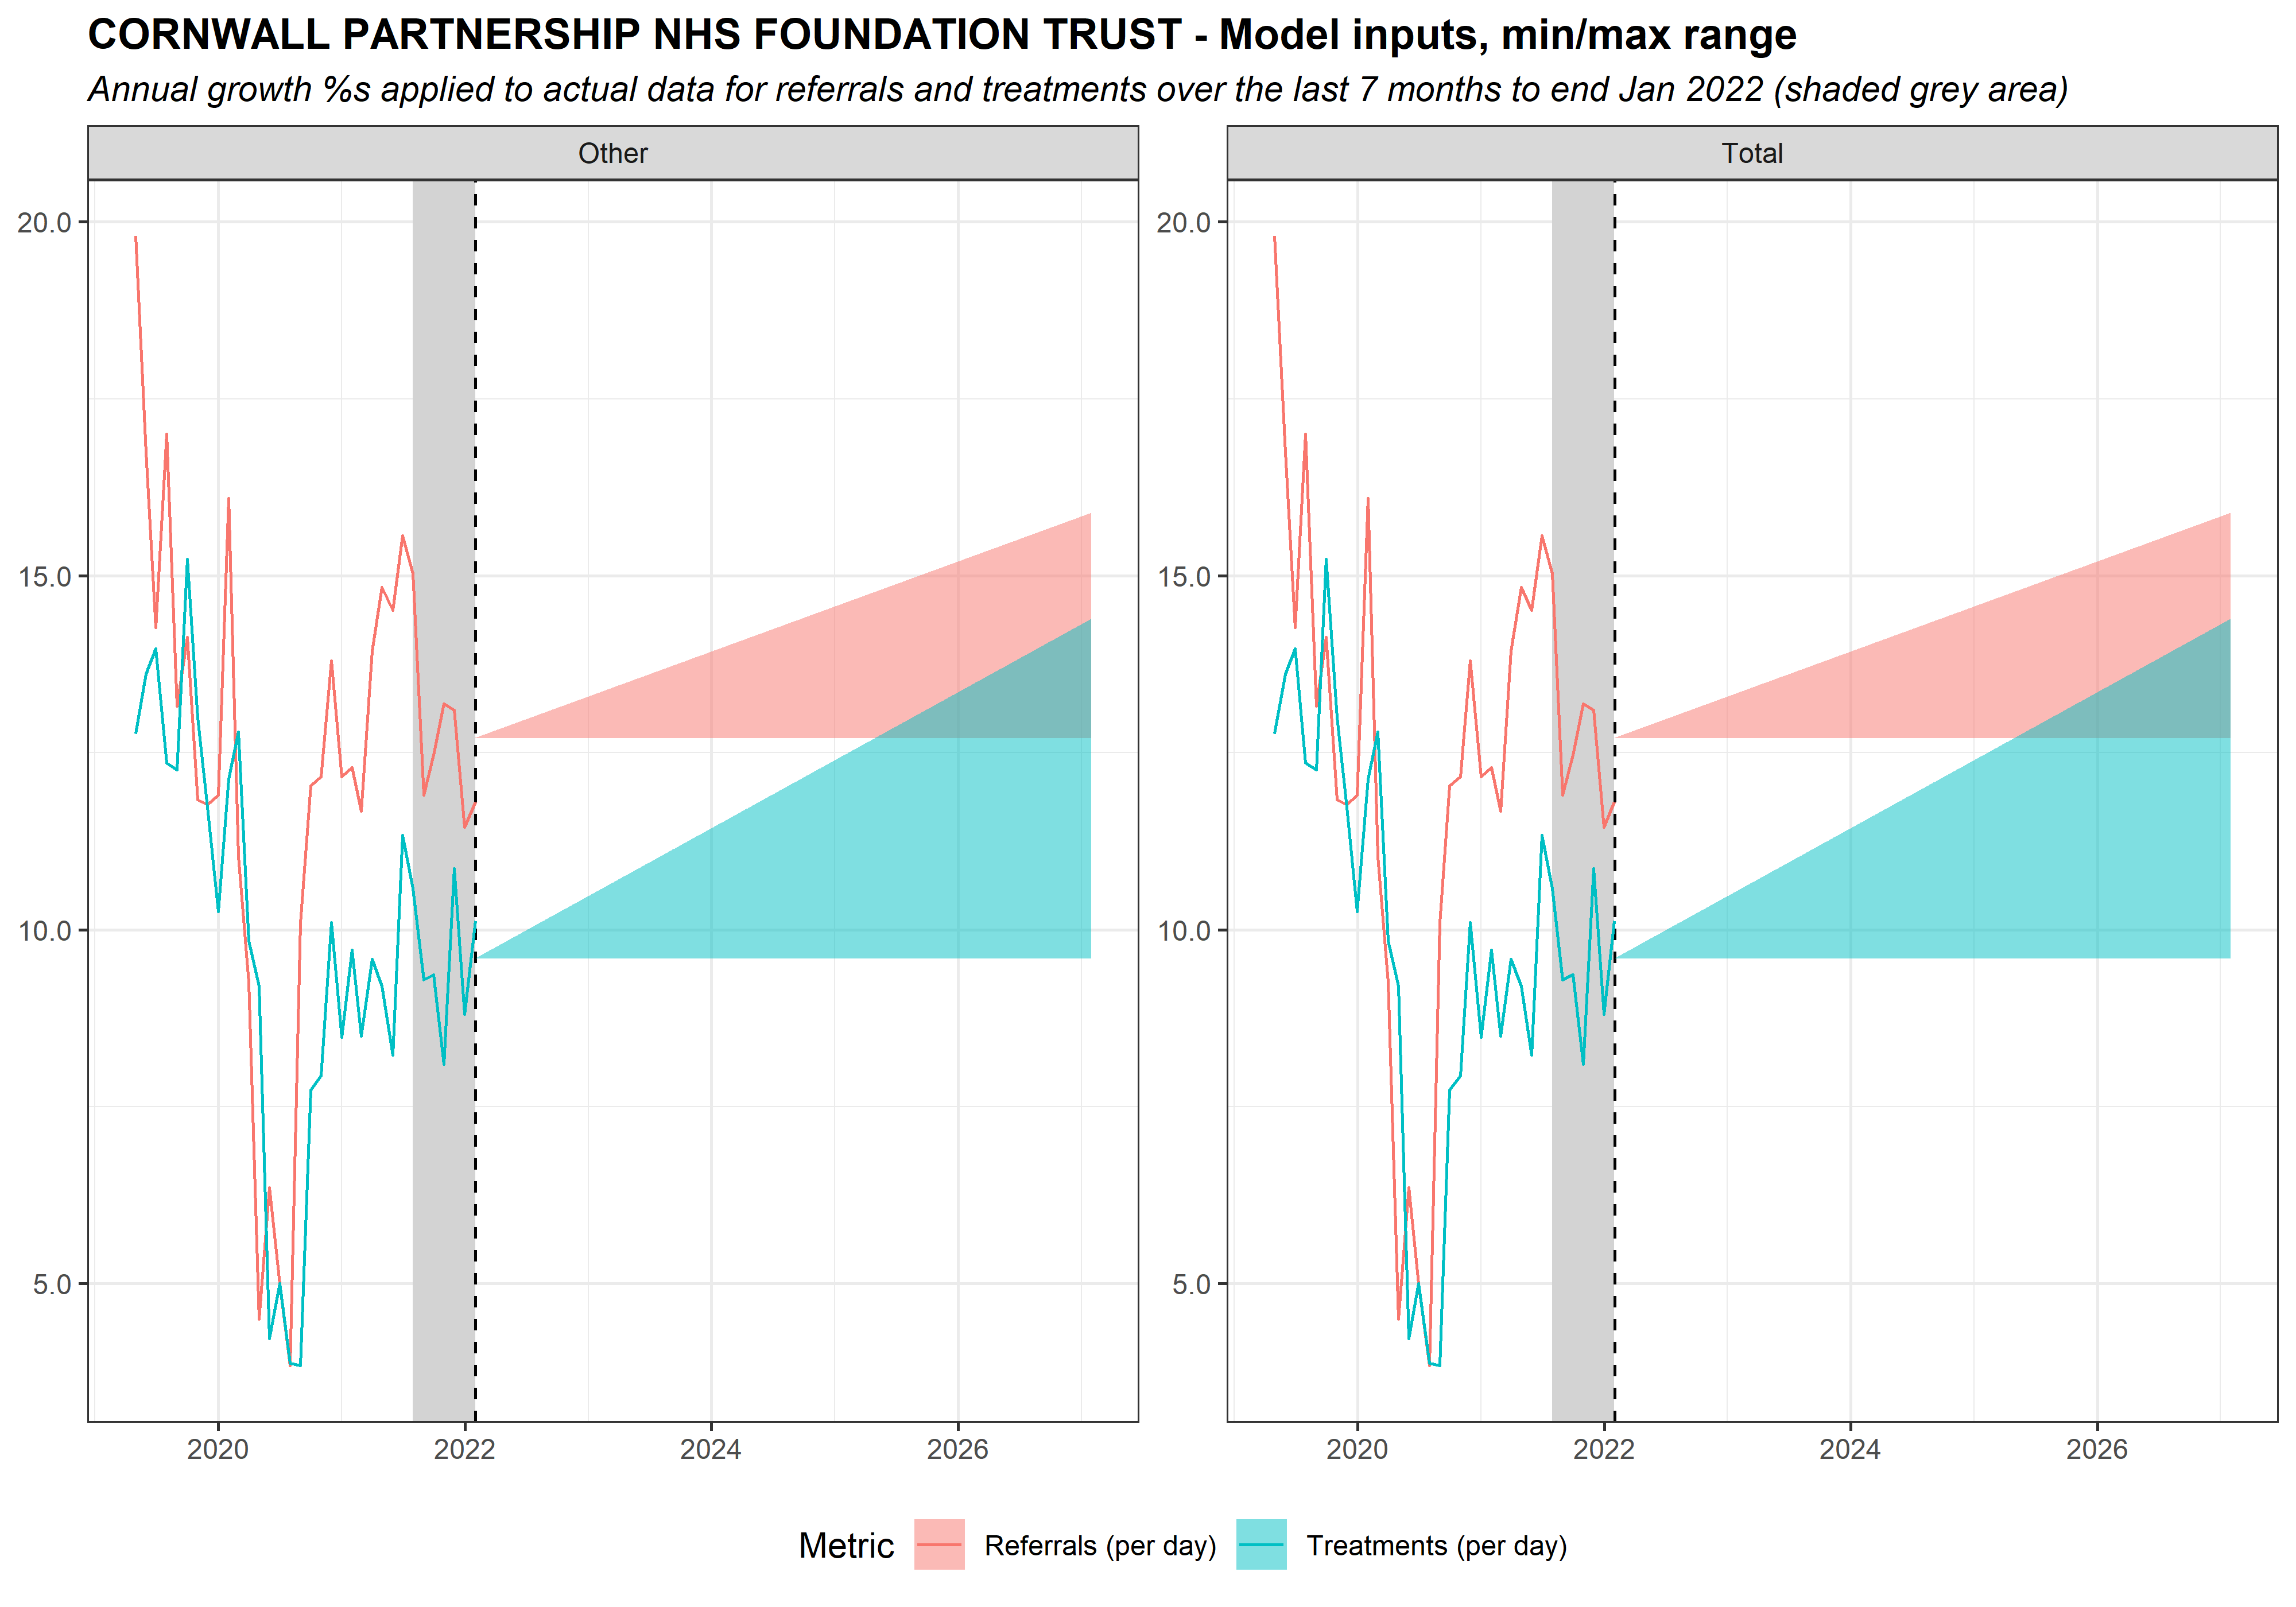 CORNWALL PARTNERSHIP NHS FOUNDATION TRUST - Model inputs, min/max range
Annual growth %s applied to actual data for referrals and treatments over the last 7 months to end Jan 2022 (shaded grey area)
Other
Total
20.0
15.0
10.0
5.0
20.0
15.0
10.0
5.0
2020 2022 2024 2026
2020 2022 2024 2026
Metric Referrals (per day) Treatments (per day)